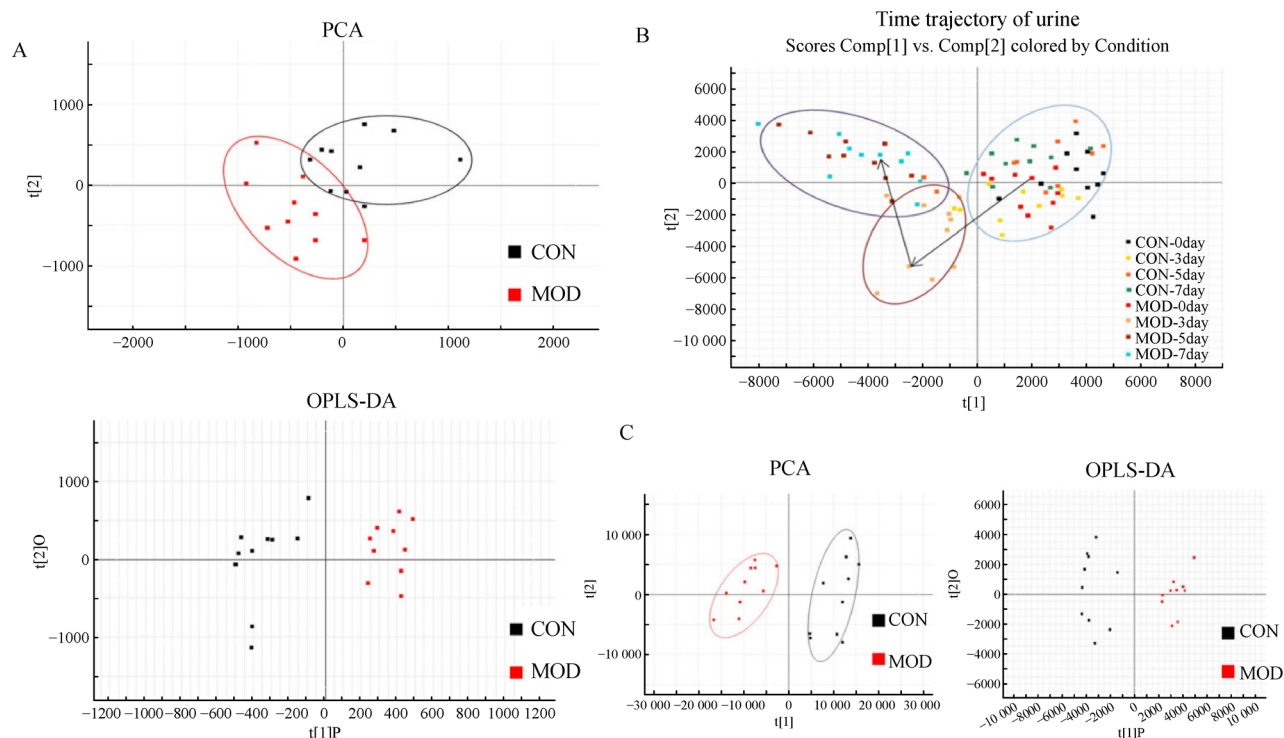 A
PCA
1000
0
−1000
t[2]
−2000
−1000
0
1000
2000
CON
MOD
OPLS-DA
1000
0
−1000
t[2]O
−1200
−1000
−800
−600
−400
−200
0
200
400
600
800
1000
1200
t[1]P
CON
MOD
B
Time trajectory of urine
Scores Comp[1] vs. Comp[2] colored by Condition
6000
4000
2000
0
−2000
−4000
−6000
−8000
−10 000
t[2]
−8000
−6000
−4000
−2000
0
2000
4000
6000
8000
t[1]
CON-0day
CON-3day
CON-5day
CON-7day
MOD-0day
MOD-3day
MOD-5day
MOD-7day
C
PCA
10 000
0
−10 000
t[2]
−30 000
−20 000
−10 000
0
10 000
20 000
30 000
t[1]
CON
MOD
OPLS-DA
6000
4000
2000
0
−2000
−4000
−6000
t[2]O
−10 000
−8000
−6000
−4000
−2000
0
2000
4000
6000
8000
10 000
t[1]P
CON
MOD